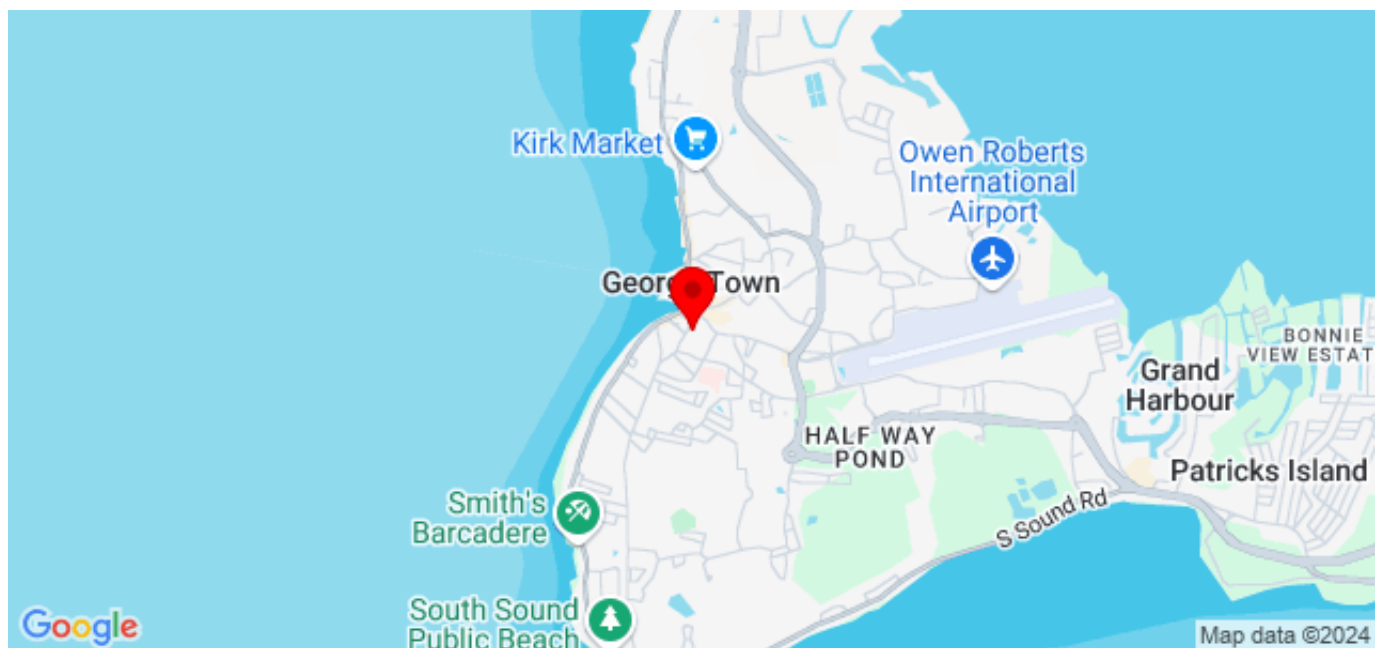 Kirk Market
Owen Roberts
International
Airport
Georg Town
BONNIE
VIEW ESTAT
Grand
Harbour
HALF WAY
POND
Patricks Island
Smith's
Barcadere
S Sound Rd
South Sound
Public Beach
Google
Map data ©2024